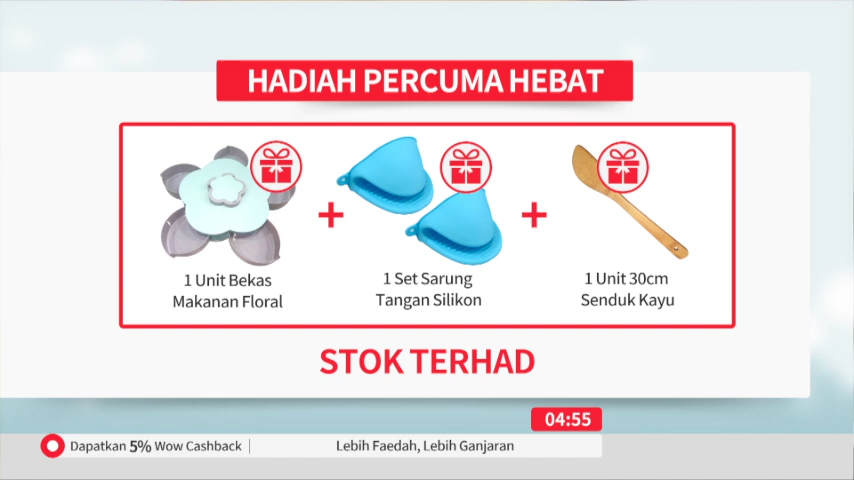 HADIAH PERCUMA HEBAT
1 Unit Bekas
Makanan Floral
+
1 Set Sarung
Tangan Silikon
+
1 Unit 30cm
Senduk Kayu
STOK TERHAD
04:55
Dapatkan 5% Wow Cashback
Lebih Faedah, Lebih Ganjaran